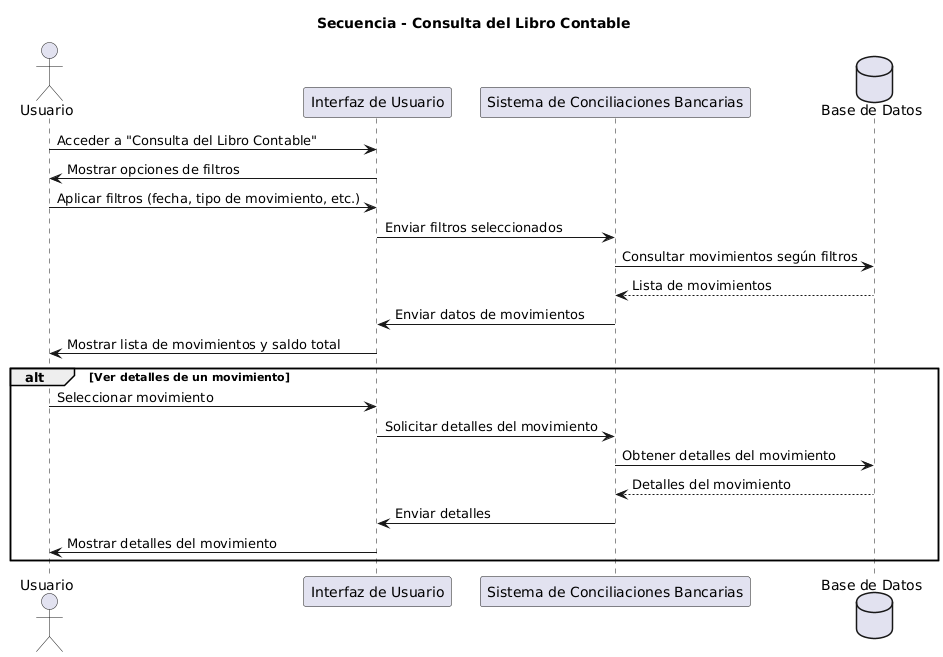 Secuencia - Consulta del Libro Contable
Usuario
Interfaz de Usuario
Sistema de Conciliaciones Bancarias
Base de Datos
Acceder a "Consulta del Libro Contable"
Mostrar opciones de filtros
Aplicar filtros (fecha, tipo de movimiento, etc.)
Enviar filtros seleccionados
Consultar movimientos según filtros
Lista de movimientos
Enviar datos de movimientos
Mostrar lista de movimientos y saldo total
alt [Ver detalles de un movimiento]
Seleccionar movimiento
Solicitar detalles del movimiento
Obtener detalles del movimiento
Detalles del movimiento
Enviar detalles
Mostrar detalles del movimiento
Usuario
Interfaz de Usuario
Sistema de Conciliaciones Bancarias
Base de Datos